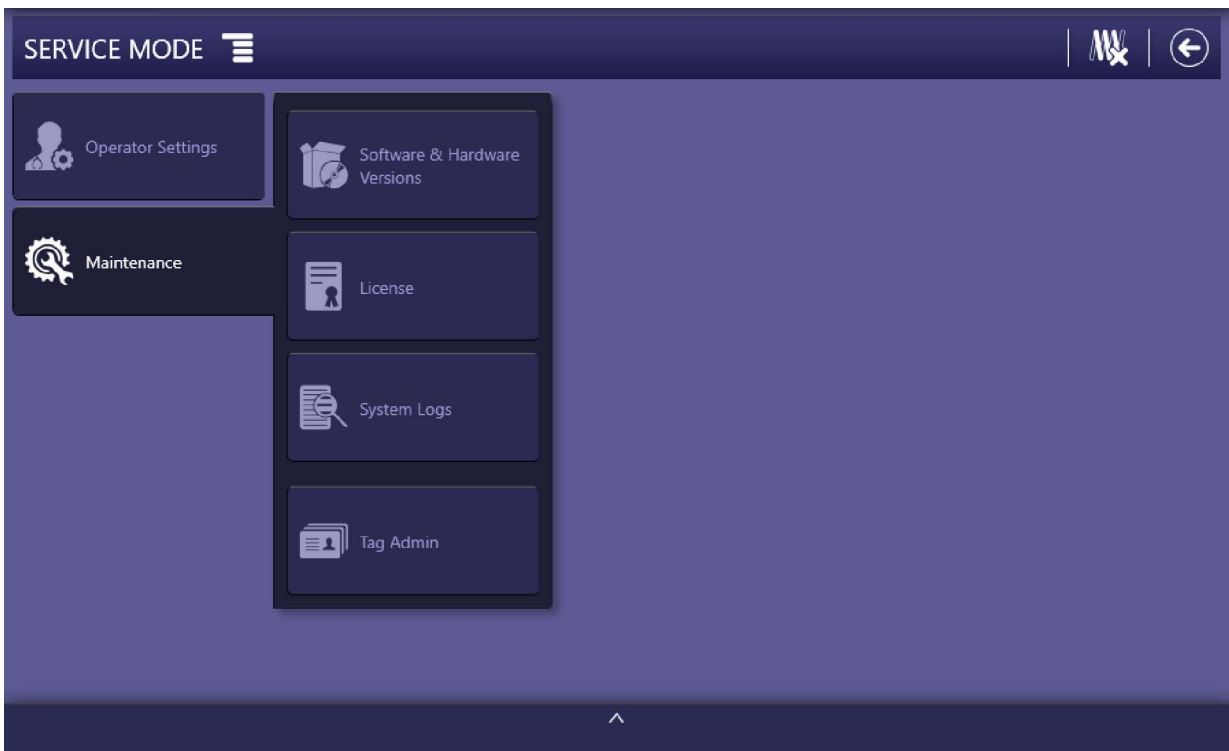 SERVICE MODE
Operator Settings
Maintenance
Software & Hardware
Versions
License
System Logs
Tag Admin